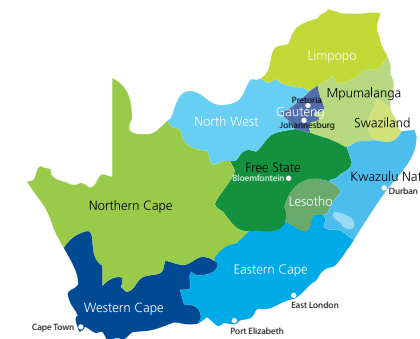 Limpopo
Mpumalanga
Pretoria
Gauteng
North West
Johannesburg
Swaziland
Free State
Bloemfontein
Kwazulu Nat
Durban
Lesotho
Northern Cape
Eastern Cape
Western Cape
East London
Cape Town
Port Elizabeth